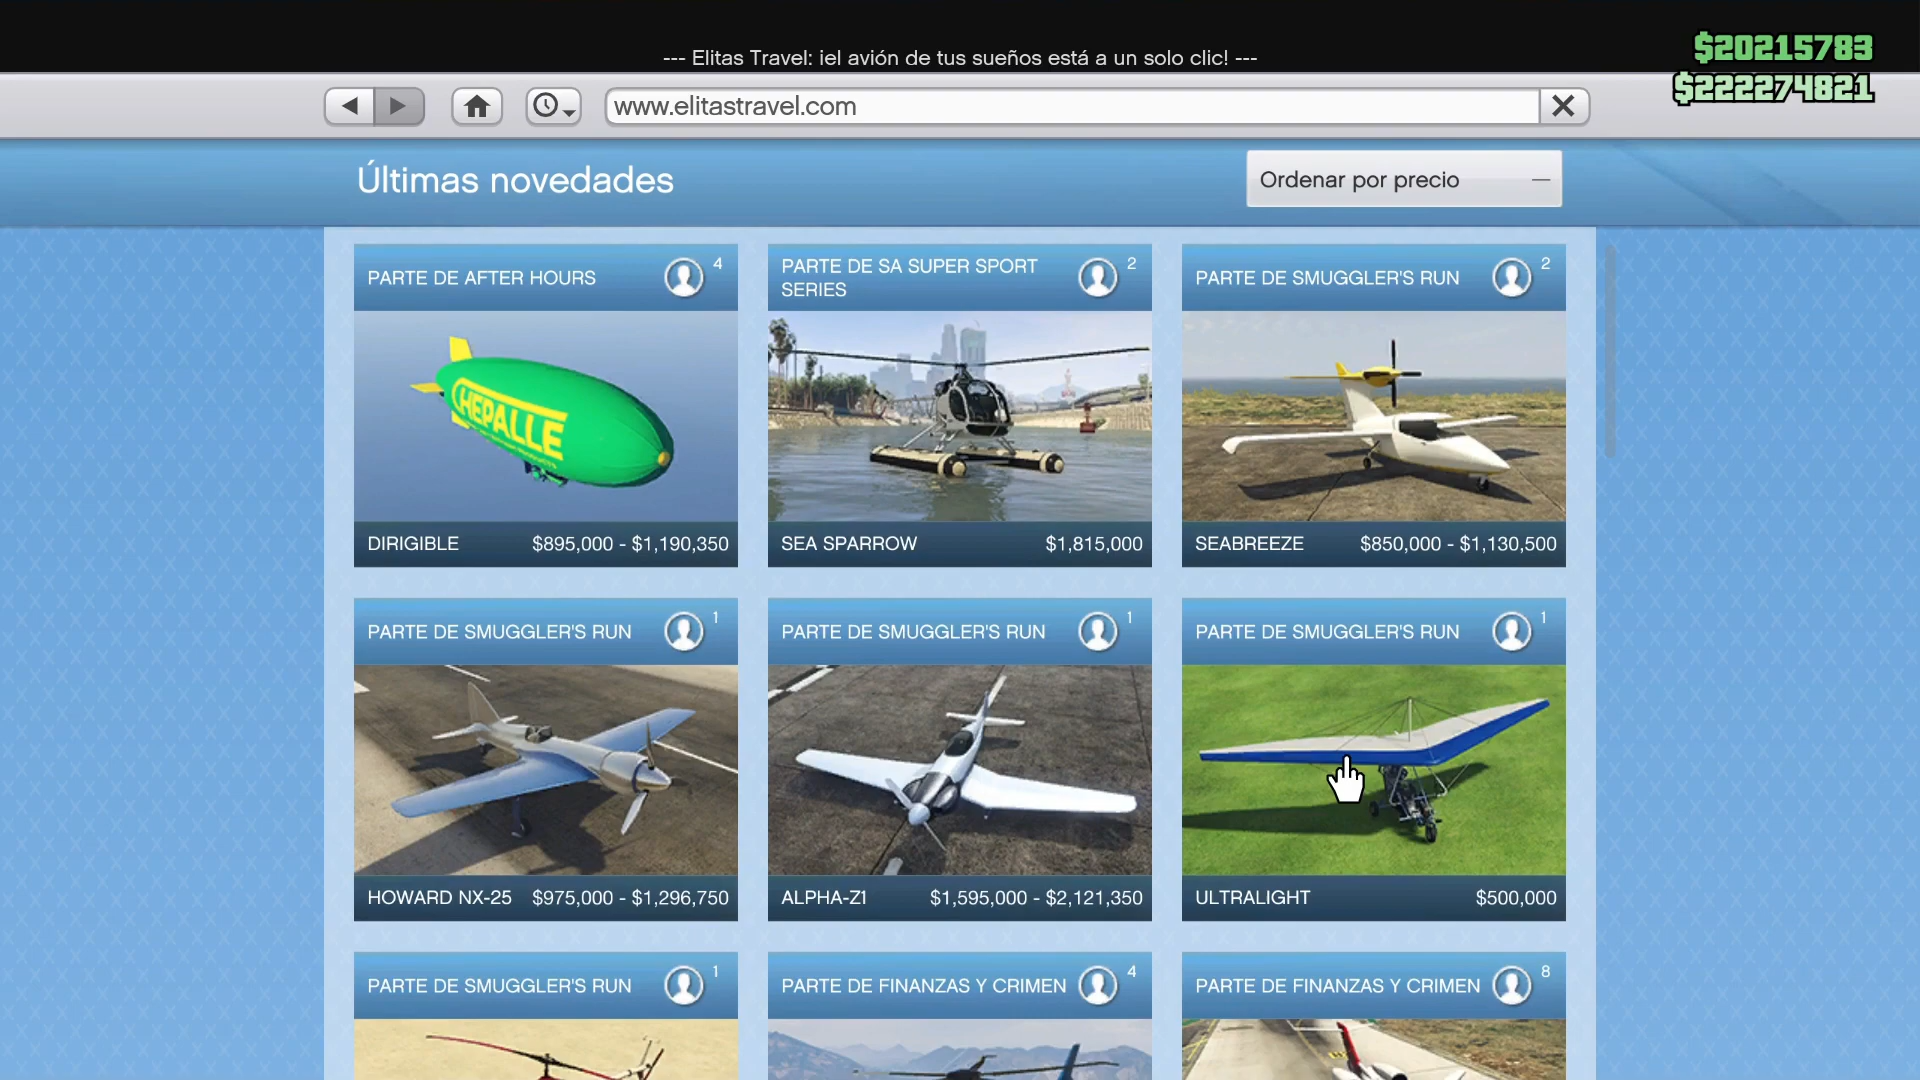 --- Elitas Travel: ¡el avión de tus sueños está a un solo clic! ---
$20215783
$222274821
www.elitastravel.com
Últimas novedades
Ordenar por precio
PARTE DE AFTER HOURS 4
PARTE DE SA SUPER SPORT SERIES 2
PARTE DE SMUGGLER'S RUN 2
CHEPALLE
DIRIGIBLE $895,000 - $1,190,350
SEA SPARROW $1,815,000
SEABREEZE $850,000 - $1,130,500
PARTE DE SMUGGLER'S RUN 1
PARTE DE SMUGGLER'S RUN 1
PARTE DE SMUGGLER'S RUN 1
HOWARD NX-25 $975,000 - $1,296,750
ALPHA-Z1 $1,595,000 - $2,121,350
ULTRALIGHT $500,000
PARTE DE SMUGGLER'S RUN 1
PARTE DE FINANZAS Y CRIMEN 4
PARTE DE FINANZAS Y CRIMEN 8